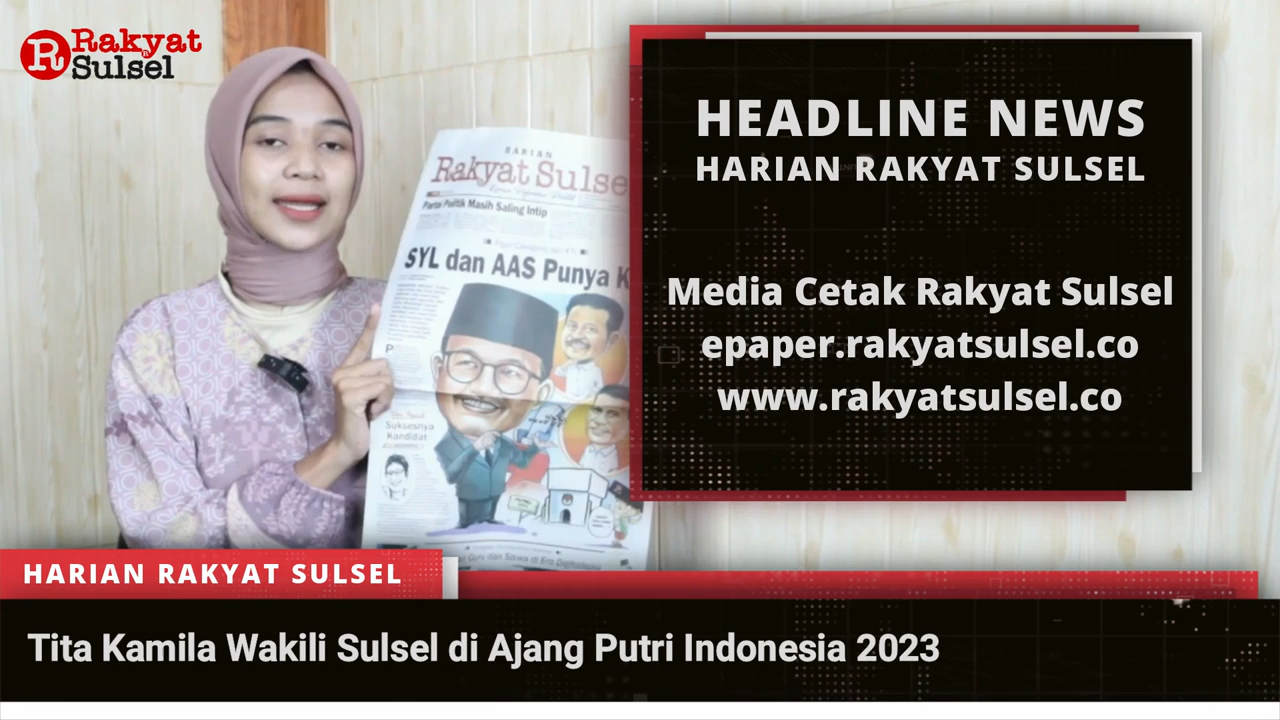 Rakyat
Sulsel
HARIAN
Rakyat Sulse
Partai Politik Masih Saling Intip
SYL dan AAS Punya K
Suksesnya
Kandidat
HEADLINE NEWS
HARIAN RAKYAT SULSEL
Media Cetak Rakyat Sulsel
epaper.rakyatsulsel.co
www.rakyatsulsel.co
HARIAN RAKYAT SULSEL
Tita Kamila Wakili Sulsel di Ajang Putri Indonesia 2023